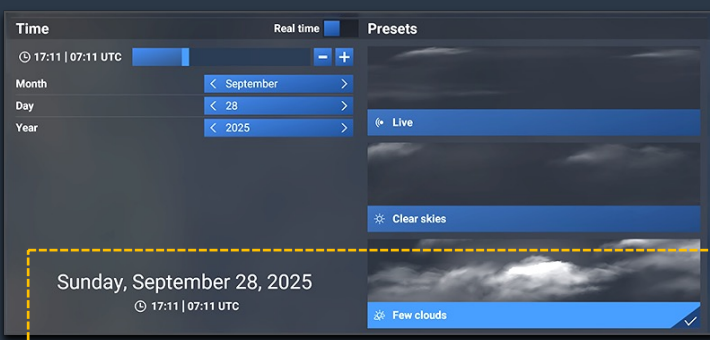 Time
Real time
17:11 | 07:11 UTC
Month
September
Day
28
Year
2025
Sunday, September 28, 2025
17:11 | 07:11 UTC
Presets
Live
Clear skies
Few clouds